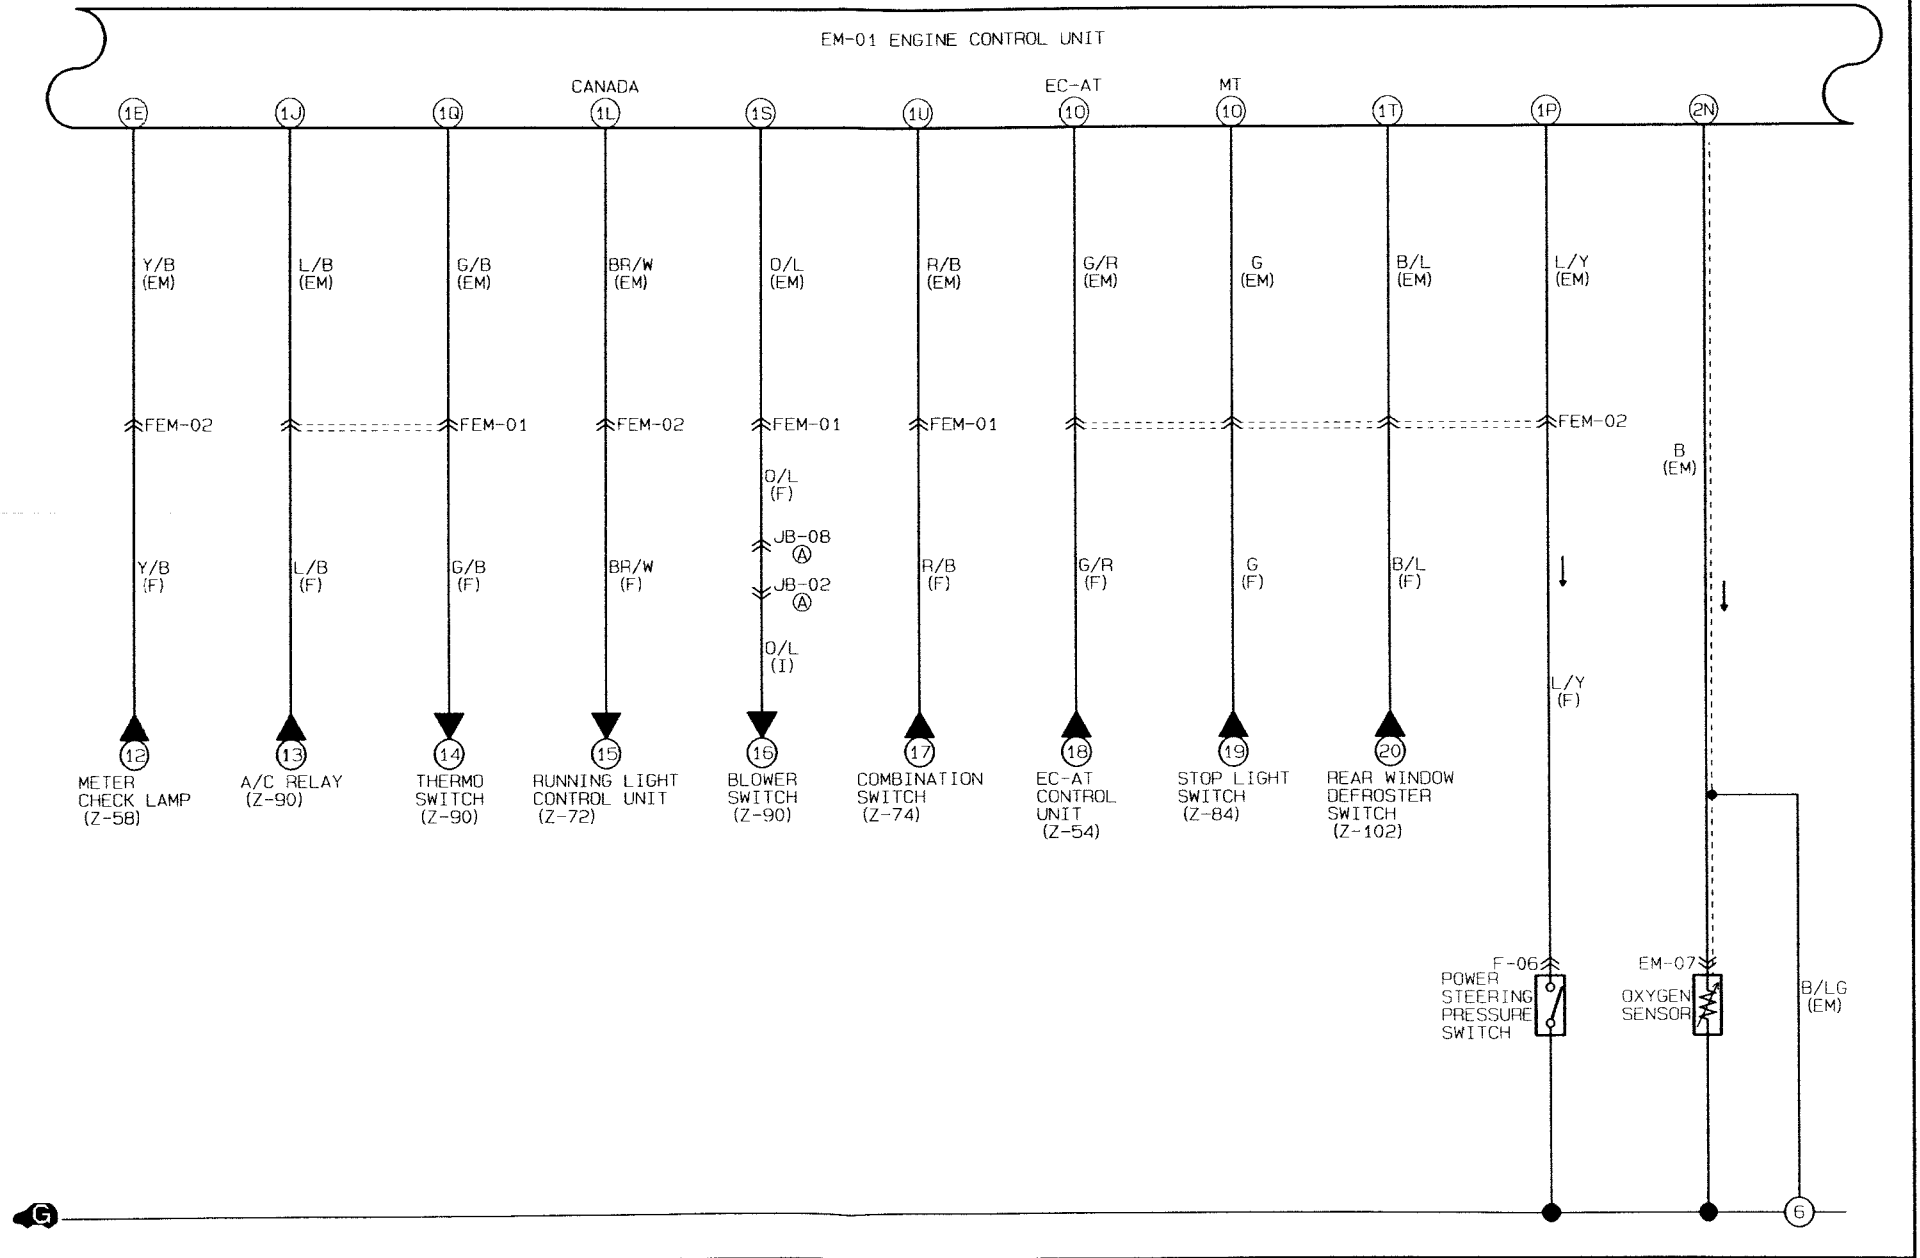 EM-01 ENGINE CONTROL UNIT
CANADA
EC-AT
MT
1E
1J
1Q
1L
1S
1U
1O
1O
1T
1P
2N
Y/B
(EM)
L/B
(EM)
G/B
(EM)
BR/W
(EM)
O/L
(EM)
R/B
(EM)
G/R
(EM)
G
(EM)
B/L
(EM)
L/Y
(EM)
FEM-02
FEM-01
FEM-02
FEM-01
FEM-01
FEM-02
B
(EM)
O/L
(F)
JB-08
A
JB-02
A
Y/B
(F)
L/B
(F)
G/B
(F)
BR/W
(F)
R/B
(F)
G/R
(F)
G
(F)
B/L
(F)
O/L
(I)
L/Y
(F)
12
METER
CHECK LAMP
(Z-58)
13
A/C RELAY
(Z-90)
14
THERMO
SWITCH
(Z-90)
15
RUNNING LIGHT
CONTROL UNIT
(Z-72)
16
BLOWER
SWITCH
(Z-90)
17
COMBINATION
SWITCH
(Z-74)
18
EC-AT
CONTROL
UNIT
(Z-54)
19
STOP LIGHT
SWITCH
(Z-84)
20
REAR WINDOW
DEFROSTER
SWITCH
(Z-102)
F-06
POWER
STEERING
PRESSURE
SWITCH
EM-07
OXYGEN
SENSOR
B/LG
(EM)
G
6